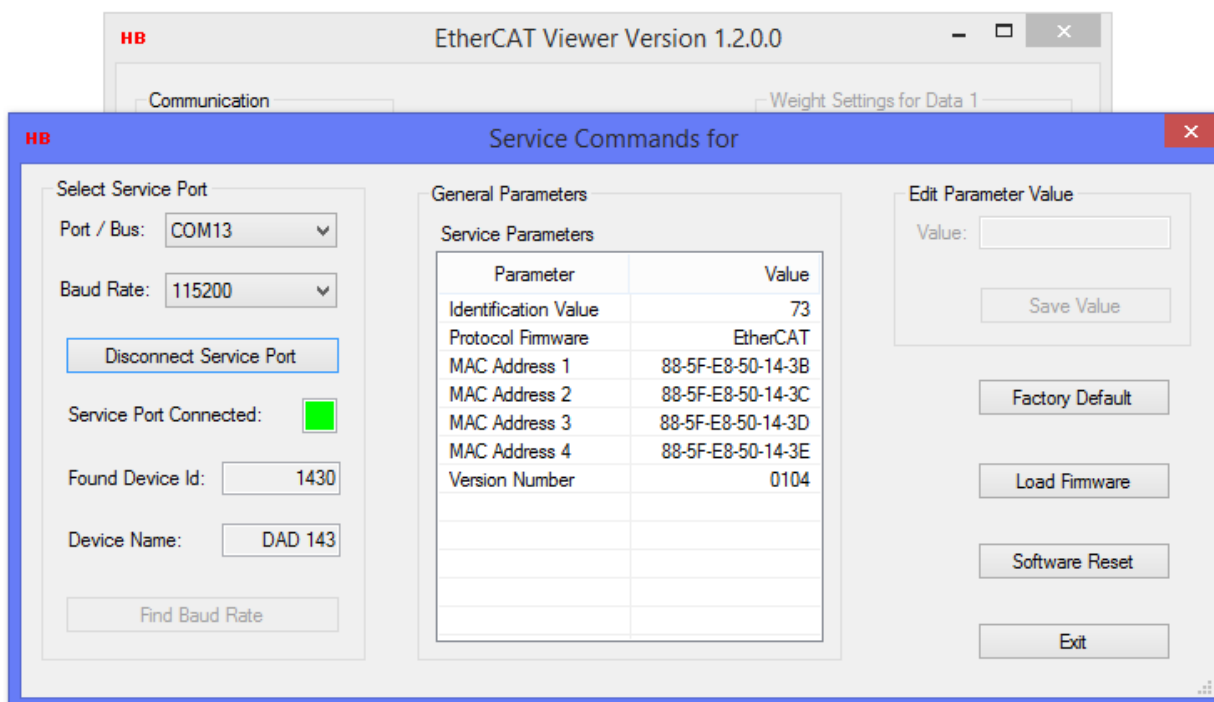 HB
EtherCAT Viewer Version 1.2.0.0
Communication
Weight Settings for Data 1
HB
Service Commands for
Select Service Port
Port / Bus: COM13
Baud Rate: 115200
Disconnect Service Port
Service Port Connected:
Found Device Id: 1430
Device Name: DAD 143
Find Baud Rate
General Parameters
Service Parameters
Parameter Value
Identification Value 73
Protocol Firmware EtherCAT
MAC Address 1 88-5F-E8-50-14-3B
MAC Address 2 88-5F-E8-50-14-3C
MAC Address 3 88-5F-E8-50-14-3D
MAC Address 4 88-5F-E8-50-14-3E
Version Number 0104
Edit Parameter Value
Value:
Save Value
Factory Default
Load Firmware
Software Reset
Exit